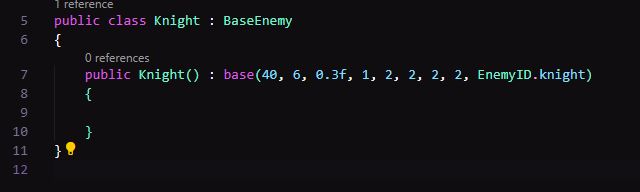 1 reference
5 public class Knight : BaseEnemy
6 {
0 references
7 public Knight() : base(40, 6, 0.3f, 1, 2, 2, 2, 2, EnemyID.knight)
8 {
9
10 }
11 }
12